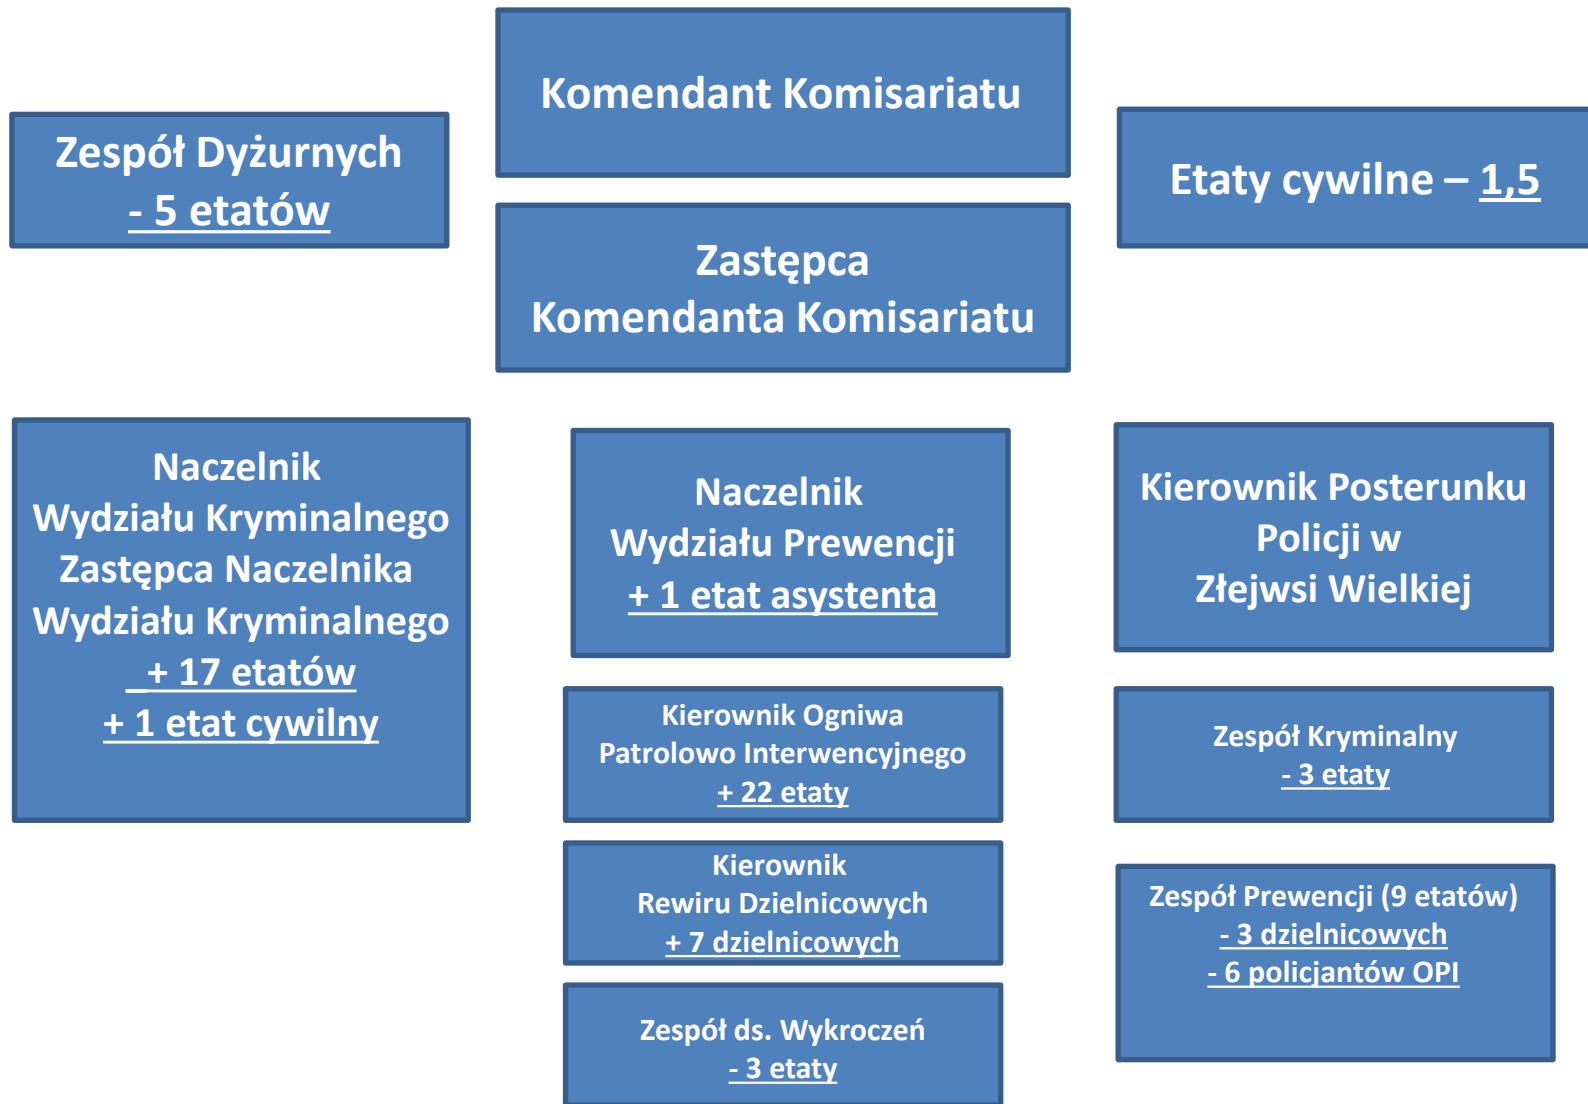 Komendant Komisariatu
Zespół Dyżurnych
- 5 etatów
Etaty cywilne – 1,5
Zastępca
Komendanta Komisariatu
Naczelnik
Wydziału Kryminalnego
Zastępca Naczelnika
Wydziału Kryminalnego
_+ 17 etatów
+ 1 etat cywilny
Naczelnik
Wydziału Prewencji
+ 1 etat asystenta
Kierownik Ogniwa
Patrolowo Interwencyjnego
+ 22 etaty
Kierownik
Rewiru Dzielnicowych
+ 7 dzielnicowych
Zespół ds. Wykroczeń
- 3 etaty
Kierownik Posterunku
Policji w
Złejwsi Wielkiej
Zespół Kryminalny
- 3 etaty
Zespół Prewencji (9 etatów)
- 3 dzielnicowych
- 6 policjantów OPI